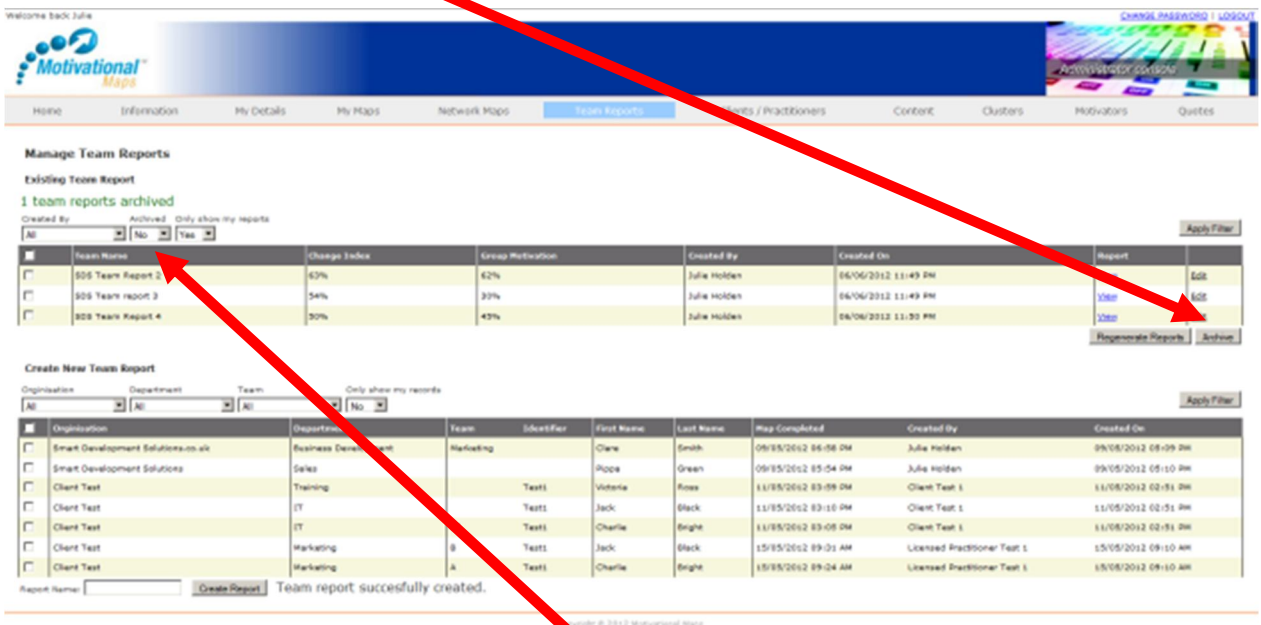 Welcome back Julie
CHANGE PASSWORD | LOGOUT
Motivational
Maps
Administrator console
Home Information My Details My Maps Network Maps Team Reports / Practitioners Content Clusters Motivators Quotes
Manage Team Reports
Existing Team Report
1 team reports archived
Created By Archived Only show my reports
All No Yes Apply Filter
Team Name Change Index Group Motivation Created By Created On Report
SDS Team Report 2 63% 62% Julie Holden 06/06/2012 11:49 PM Edit
SDS Team report 3 54% 39% Julie Holden 06/06/2012 11:49 PM View Edit
SDS Team Report 4 50% 45% Julie Holden 06/06/2012 11:50 PM View
Regenerate Reports Archive
Create New Team Report
Orginisation Department Team Only show my records
All All All No Apply Filter
Orginisation Department Team Identifier First Name Last Name Map Completed Created By Created On
Smart Development Solutions.co.uk Business Development Marketing Clare Smith 09/05/2012 06:58 PM Julie Holden 09/05/2012 05:09 PM
Smart Development Solutions Sales Pippa Green 09/05/2012 05:54 PM Julie Holden 09/05/2012 05:10 PM
Client Test Training Test1 Victoria Ross 11/05/2012 03:59 PM Client Test 1 11/05/2012 02:51 PM
Client Test IT Test1 Jack Black 11/05/2012 03:10 PM Client Test 1 11/05/2012 02:51 PM
Client Test IT Test1 Charlie Bright 11/05/2012 03:05 PM Client Test 1 11/05/2012 02:51 PM
Client Test Marketing B Test1 Jack Black 15/05/2012 09:31 AM Licensed Practitioner Test 1 15/05/2012 09:10 AM
Client Test Marketing A Test1 Charlie Bright 15/05/2012 09:24 AM Licensed Practitioner Test 1 15/05/2012 09:10 AM
Report Name: Create Report Team report succesfully created.
© 2012 Motivational Maps